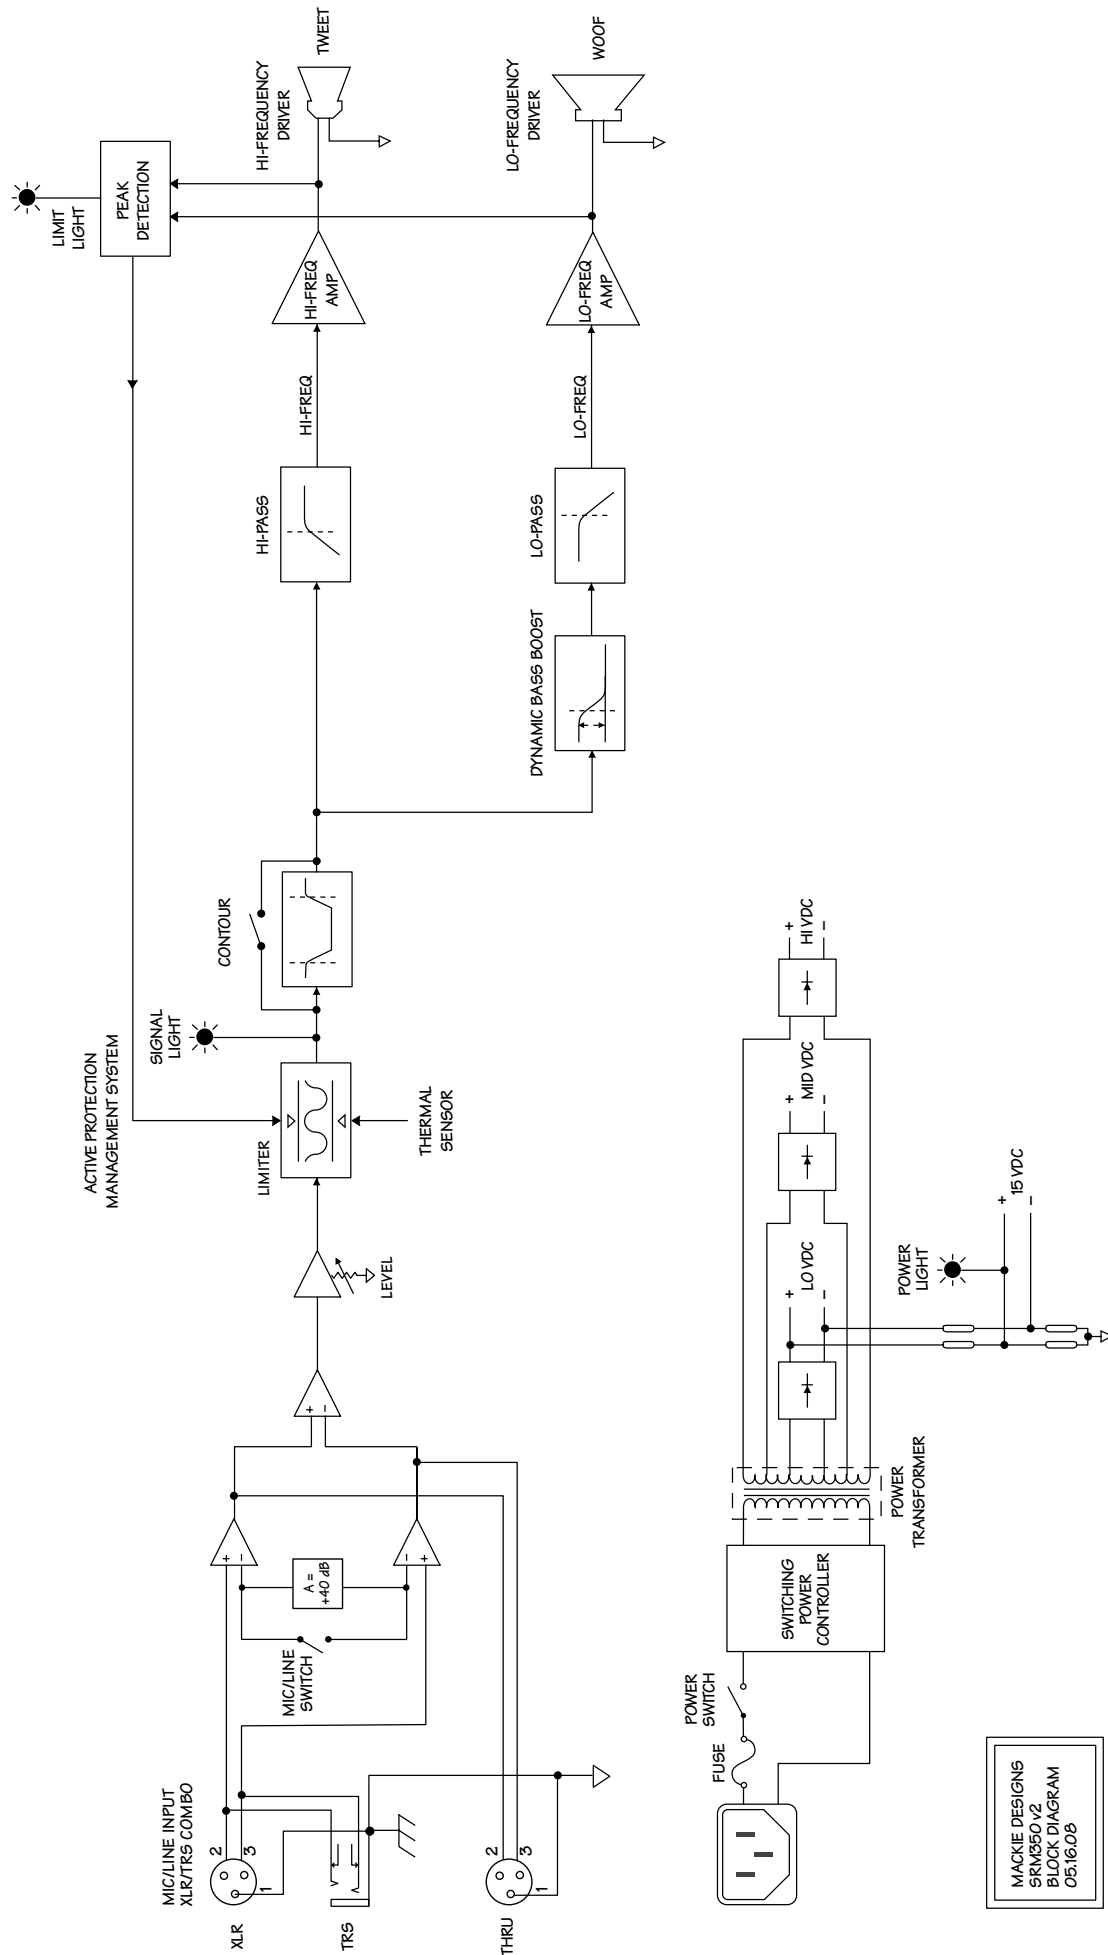 MIC/LINE INPUT
XLR/TRS COMBO
XLR
2
3
1
TRS
THRU
2
3
1
MIC/LINE
SWITCH
A =
+40 dB
+
–
–
+
+
–
LEVEL
ACTIVE PROTECTION
MANAGEMENT SYSTEM
LIMITER
THERMAL
SENSOR
SIGNAL
LIGHT
CONTOUR
HI-PASS
HI-FREQ
HI-FREQ
AMP
HI-FREQUENCY
DRIVER
TWEET
LIMIT
LIGHT
PEAK
DETECTION
DYNAMIC BASS BOOST
LO-PASS
LO-FREQ
LO-FREQ
AMP
LO-FREQUENCY
DRIVER
WOOF
FUSE
POWER
SWITCH
SWITCHING
POWER
CONTROLLER
POWER
TRANSFORMER
+
LO VDC
–
+
MID VDC
–
+
HI VDC
–
POWER
LIGHT
+
15 VDC
–
MACKIE DESIGNS
SRM350 v2
BLOCK DIAGRAM
05.16.08